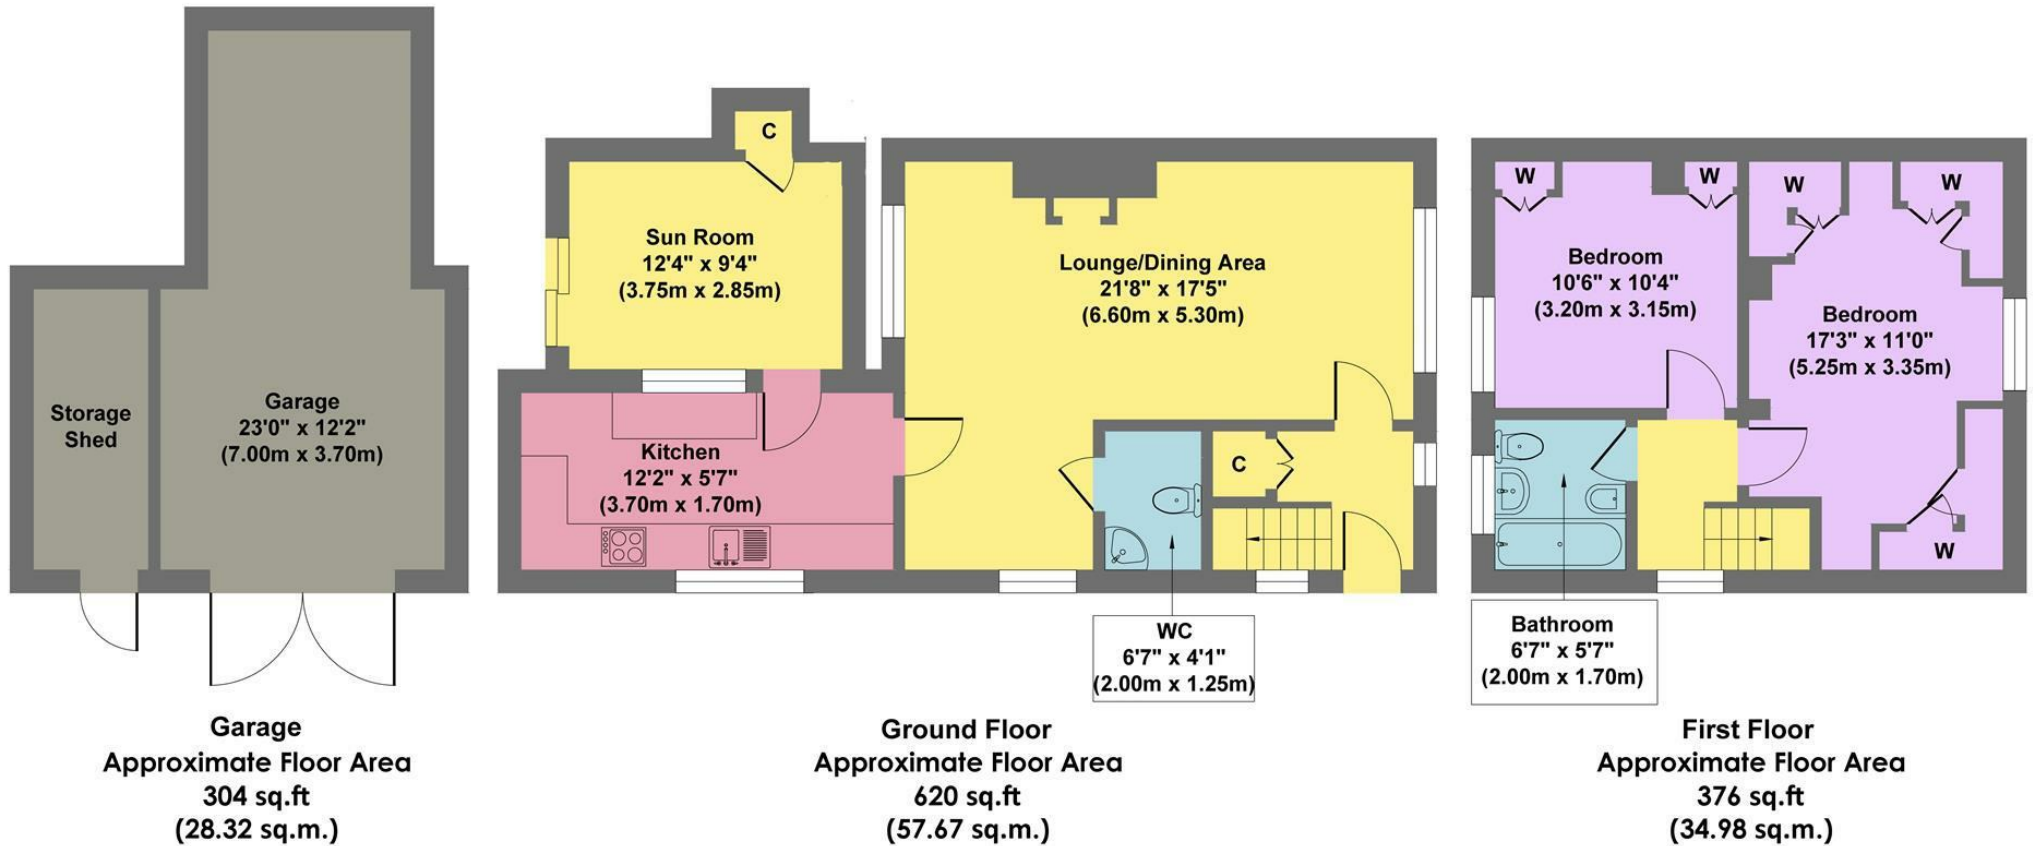 Storage
Shed
Garage
23'0" x 12'2"
(7.00m x 3.70m)
Garage
Approximate Floor Area
304 sq.ft
(28.32 sq.m.)
C
Sun Room
12'4" x 9'4"
(3.75m x 2.85m)
Lounge/Dining Area
21'8" x 17'5"
(6.60m x 5.30m)
Kitchen
12'2" x 5'7"
(3.70m x 1.70m)
C
WC
6'7" x 4'1"
(2.00m x 1.25m)
Ground Floor
Approximate Floor Area
620 sq.ft
(57.67 sq.m.)
W
W
W
W
Bedroom
10'6" x 10'4"
(3.20m x 3.15m)
Bedroom
17'3" x 11'0"
(5.25m x 3.35m)
W
Bathroom
6'7" x 5'7"
(2.00m x 1.70m)
First Floor
Approximate Floor Area
376 sq.ft
(34.98 sq.m.)